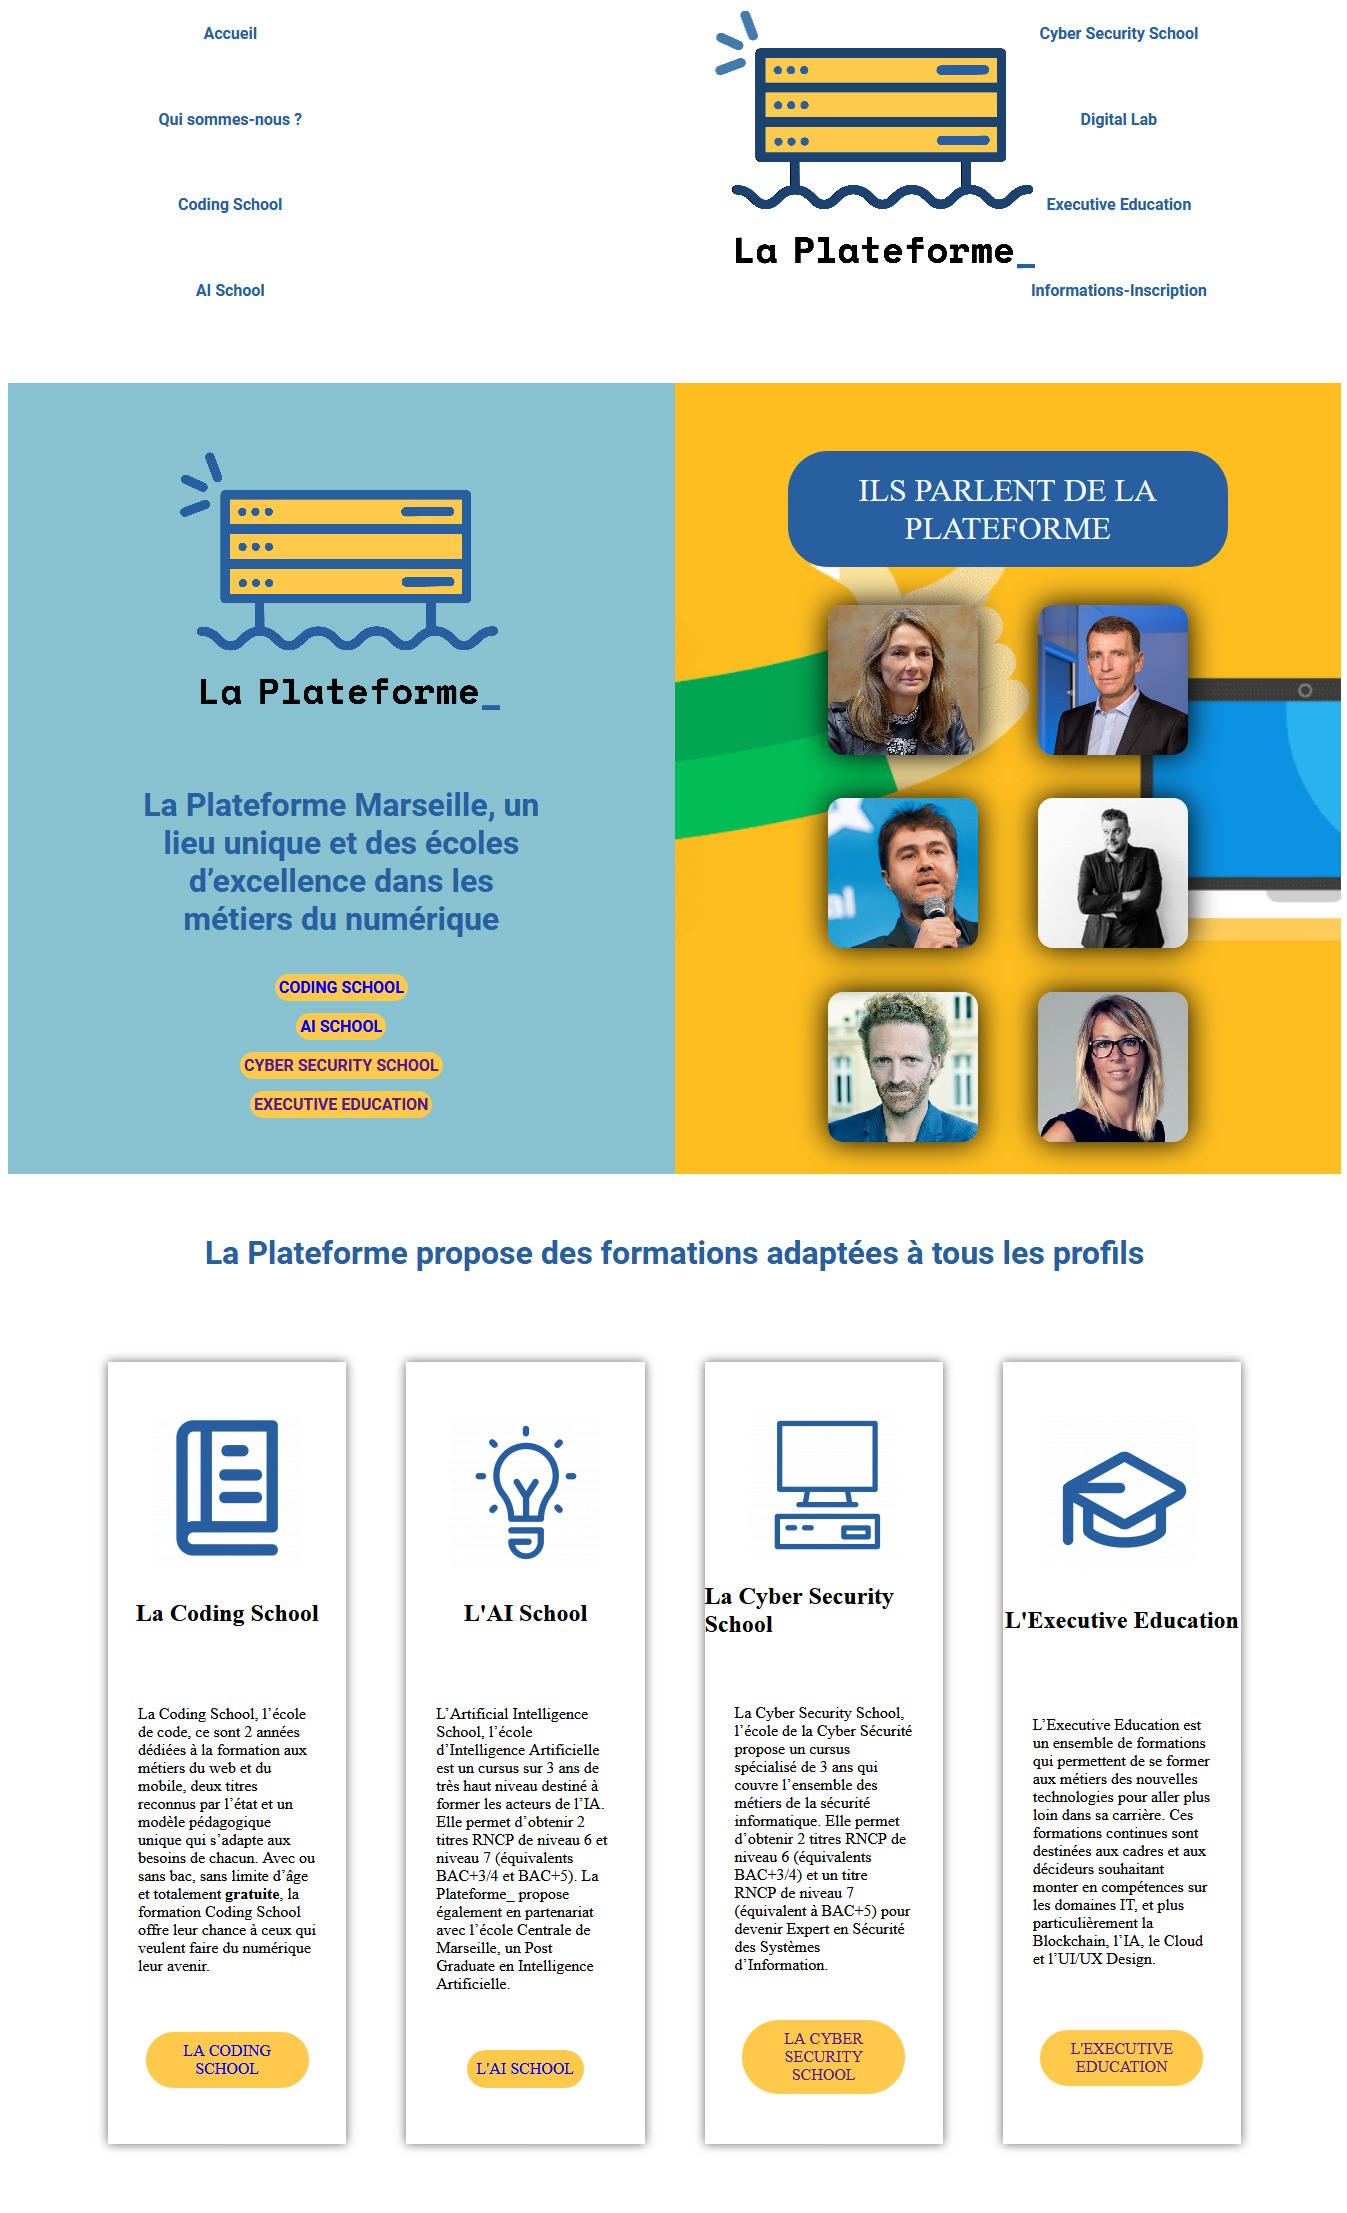 Accueil
Qui sommes-nous ?
Coding School
AI School
La Plateforme_
Cyber Security School
Digital Lab
Executive Education
Informations-Inscription
La Plateforme_
La Plateforme Marseille, un
lieu unique et des écoles
d’excellence dans les
métiers du numérique
CODING SCHOOL
AI SCHOOL
CYBER SECURITY SCHOOL
EXECUTIVE EDUCATION
ILS PARLENT DE LA
PLATEFORME
La Plateforme propose des formations adaptées à tous les profils
La Coding School
La Coding School, l’école
de code, ce sont 2 années
dédiées à la formation aux
métiers du web et du
mobile, deux titres
reconnus par l’état et un
modèle pédagogique
unique qui s’adapte aux
besoins de chacun. Avec ou
sans bac, sans limite d’âge
et totalement gratuite, la
formation Coding School
offre leur chance à ceux qui
veulent faire du numérique
leur avenir.
LA CODING
SCHOOL
L'AI School
L’Artificial Intelligence
School, l’école
d’Intelligence Artificielle
est un cursus sur 3 ans de
très haut niveau destiné à
former les acteurs de l’IA.
Elle permet d’obtenir 2
titres RNCP de niveau 6 et
niveau 7 (équivalents
BAC+3/4 et BAC+5). La
Plateforme_ propose
également en partenariat
avec l’école Centrale de
Marseille, un Post
Graduate en Intelligence
Artificielle.
L'AI SCHOOL
La Cyber Security
School
La Cyber Security School,
l’école de la Cyber Sécurité
propose un cursus
spécialisé de 3 ans qui
couvre l’ensemble des
métiers de la sécurité
informatique. Elle permet
d’obtenir 2 titres RNCP de
niveau 6 (équivalents
BAC+3/4) et un titre
RNCP de niveau 7
(équivalent à BAC+5) pour
devenir Expert en Sécurité
des Systèmes
d’Information.
LA CYBER
SECURITY
SCHOOL
L'Executive Education
L’Executive Education est
un ensemble de formations
qui permettent de se former
aux métiers des nouvelles
technologies pour aller plus
loin dans sa carrière. Ces
formations continues sont
destinées aux cadres et aux
décideurs souhaitant
monter en compétences sur
les domaines IT, et plus
particulièrement la
Blockchain, l’IA, le Cloud
et l’UI/UX Design.
L'EXECUTIVE
EDUCATION